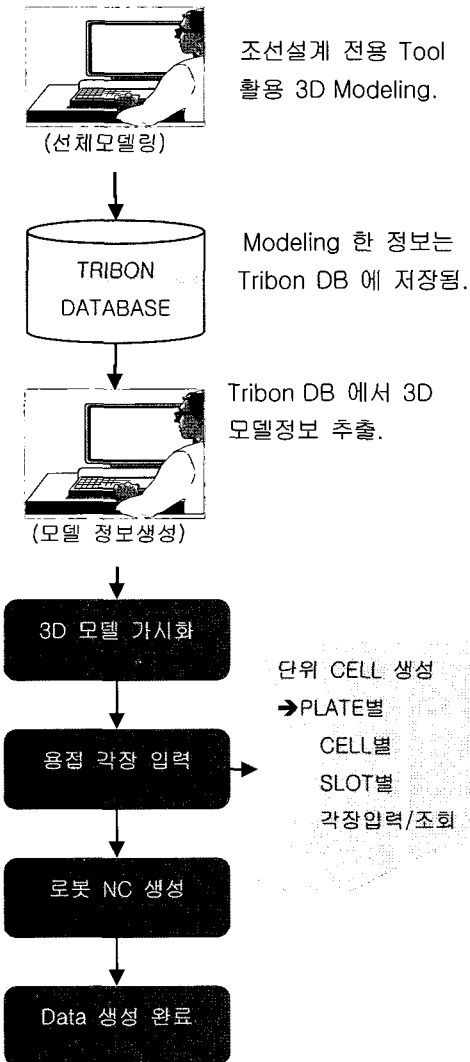 조선설계 전용 Tool
활용 3D Modeling.
(선체모델링)
Modeling 한 정보는
Tribon DB 에 저장됨.
TRIBON
DATABASE
Tribon DB 에서 3D
모델정보 추출.
(모델 정보생성)
3D 모델 가시화
단위 CELL 생성
➔PLATE별
CELL별
SLOT별
각장입력/조회
용접 각장 입력
로봇 NC 생성
Data 생성 완료